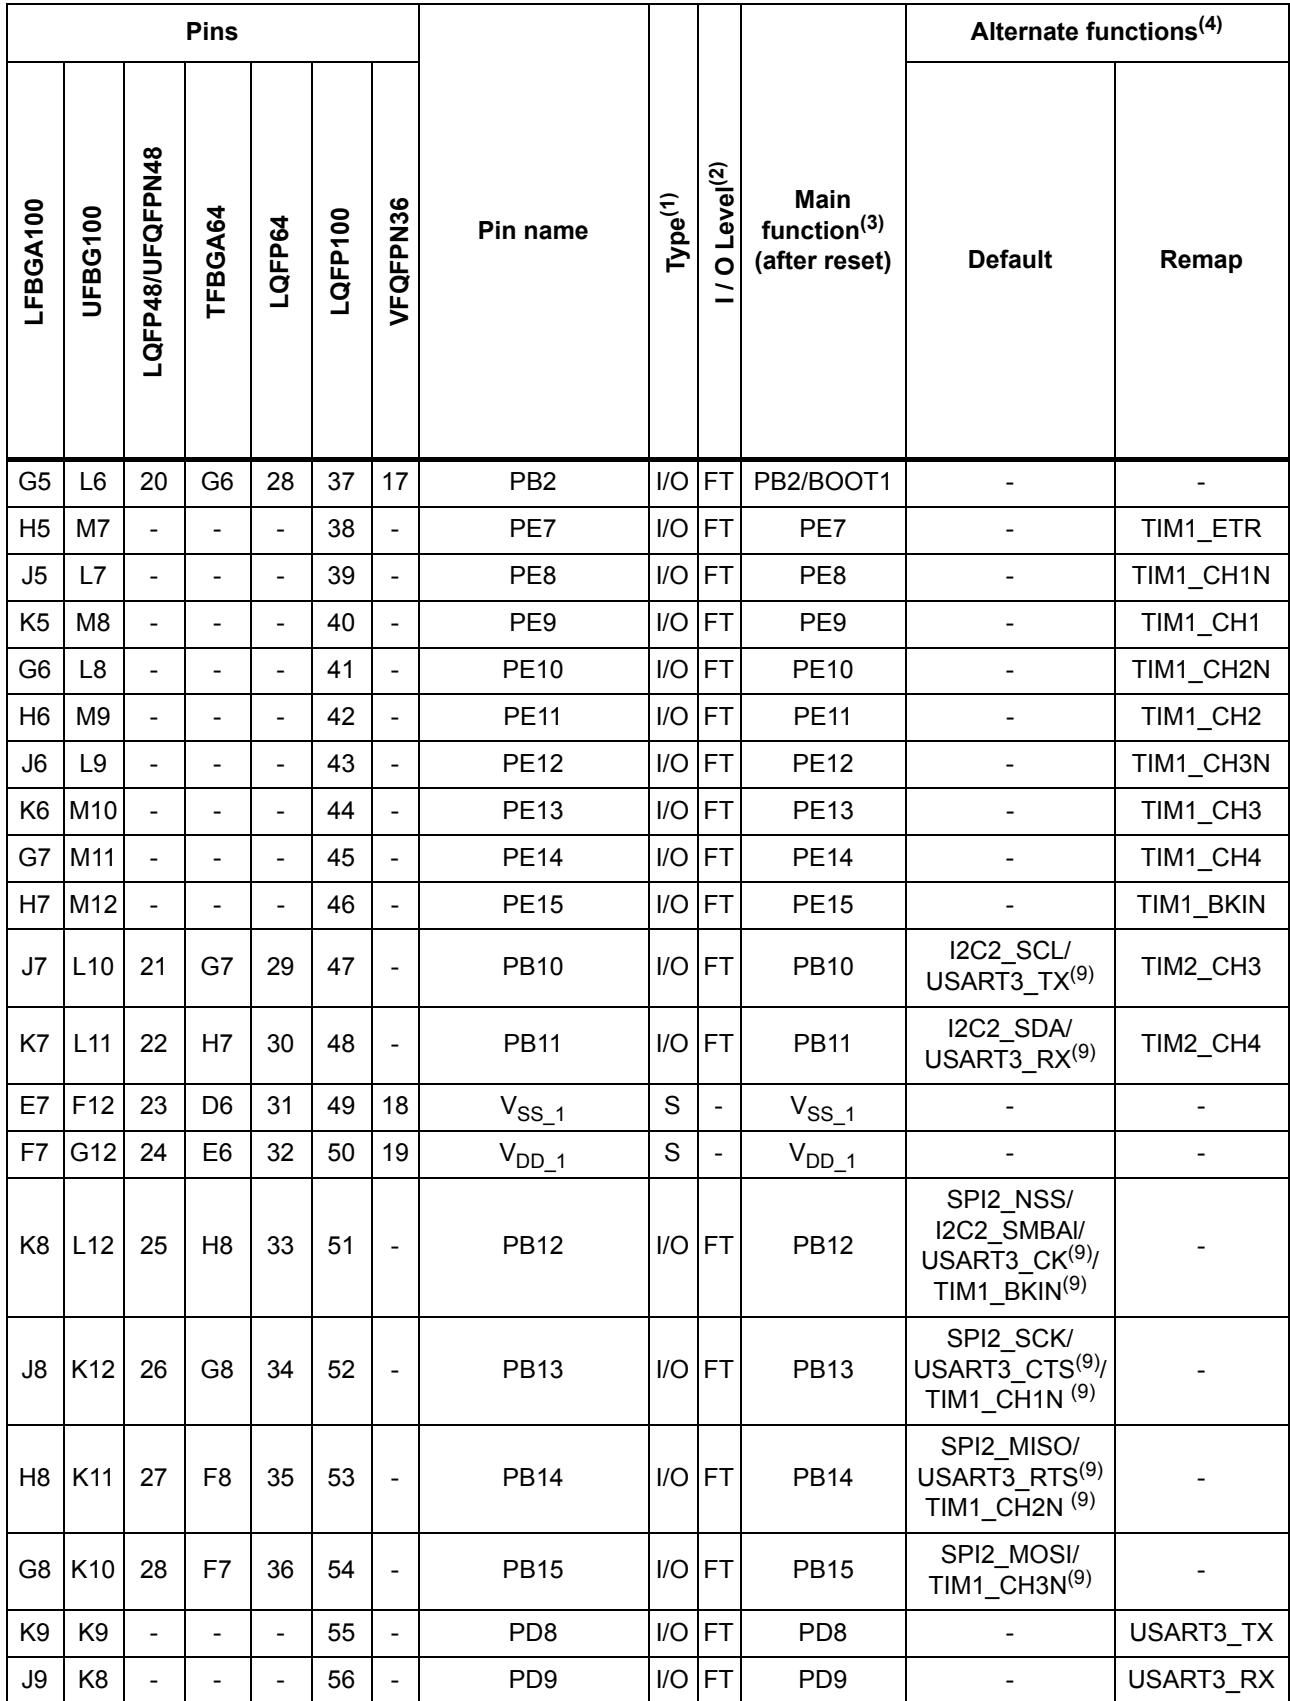 Pins Alternate functions(4)
LFBGA100 UFBG100 LQFP48/UFQFPN48 TFBGA64 LQFP64 LQFP100 VFQFPN36 Pin name Type(1) I / O Level(2) Main function(3) (after reset) Default Remap
G5 L6 20 G6 28 37 17 PB2 I/O FT PB2/BOOT1 - -
H5 M7 - - - 38 - PE7 I/O FT PE7 - TIM1_ETR
J5 L7 - - - 39 - PE8 I/O FT PE8 - TIM1_CH1N
K5 M8 - - - 40 - PE9 I/O FT PE9 - TIM1_CH1
G6 L8 - - - 41 - PE10 I/O FT PE10 - TIM1_CH2N
H6 M9 - - - 42 - PE11 I/O FT PE11 - TIM1_CH2
J6 L9 - - - 43 - PE12 I/O FT PE12 - TIM1_CH3N
K6 M10 - - - 44 - PE13 I/O FT PE13 - TIM1_CH3
G7 M11 - - - 45 - PE14 I/O FT PE14 - TIM1_CH4
H7 M12 - - - 46 - PE15 I/O FT PE15 - TIM1_BKIN
J7 L10 21 G7 29 47 - PB10 I/O FT PB10 I2C2_SCL/ USART3_TX(9) TIM2_CH3
K7 L11 22 H7 30 48 - PB11 I/O FT PB11 I2C2_SDA/ USART3_RX(9) TIM2_CH4
E7 F12 23 D6 31 49 18 VSS_1 S - VSS_1 - -
F7 G12 24 E6 32 50 19 VDD_1 S - VDD_1 - -
K8 L12 25 H8 33 51 - PB12 I/O FT PB12 SPI2_NSS/ I2C2_SMBAl/ USART3_CK(9)/ TIM1_BKIN(9) -
J8 K12 26 G8 34 52 - PB13 I/O FT PB13 SPI2_SCK/ USART3_CTS(9)/ TIM1_CH1N (9) -
H8 K11 27 F8 35 53 - PB14 I/O FT PB14 SPI2_MISO/ USART3_RTS(9) TIM1_CH2N (9) -
G8 K10 28 F7 36 54 - PB15 I/O FT PB15 SPI2_MOSI/ TIM1_CH3N(9) -
K9 K9 - - - 55 - PD8 I/O FT PD8 - USART3_TX
J9 K8 - - - 56 - PD9 I/O FT PD9 - USART3_RX